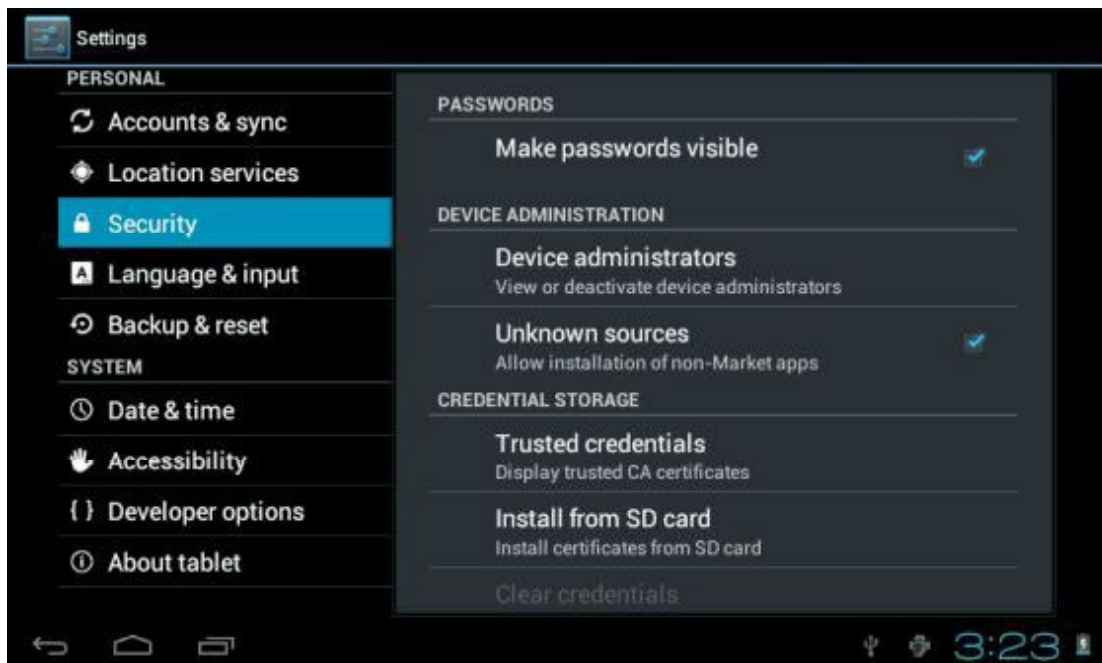 Settings
PERSONAL
Accounts & sync
Location services
Security
Language & input
Backup & reset
SYSTEM
Date & time
Accessibility
Developer options
About tablet
PASSWORDS
Make passwords visible
DEVICE ADMINISTRATION
Device administrators
View or deactivate device administrators
Unknown sources
Allow installation of non-Market apps
CREDENTIAL STORAGE
Trusted credentials
Display trusted CA certificates
Install from SD card
Install certificates from SD card
Clear credentials
3:23